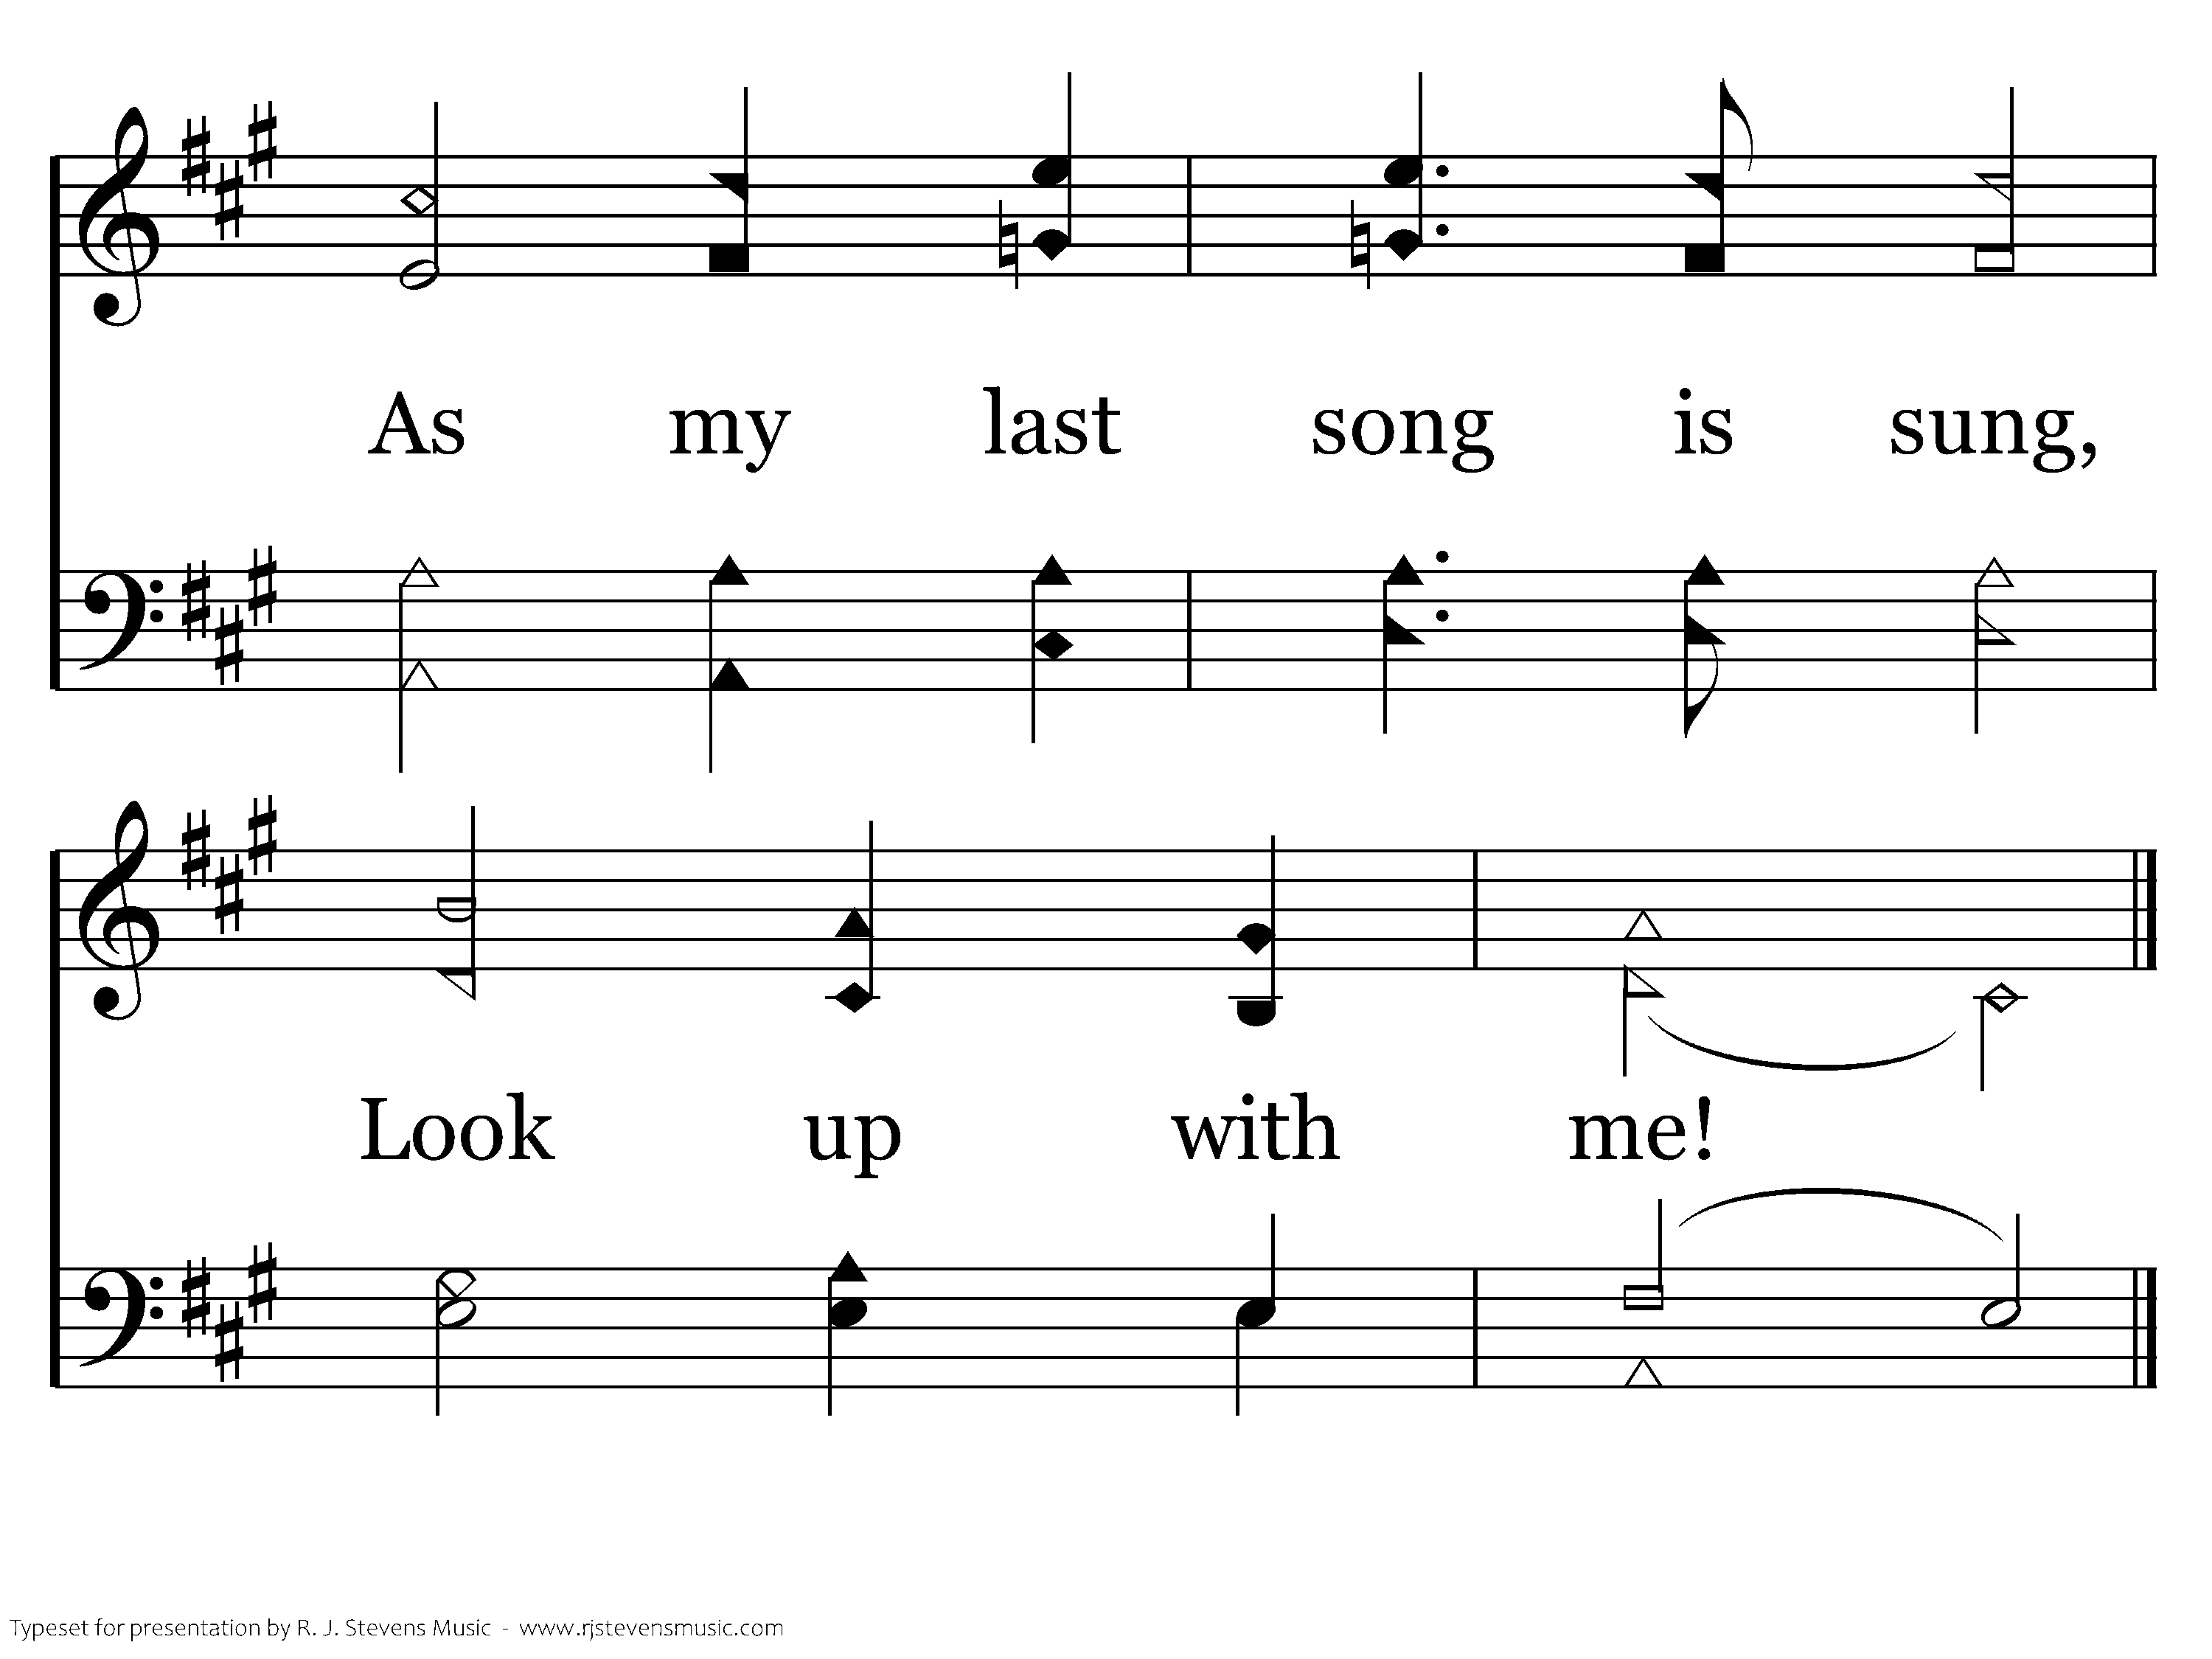 As my last song is sung,
Look up with me!
Typeset for presentation by R. J. Stevens Music - www.rjstevensmusic.com